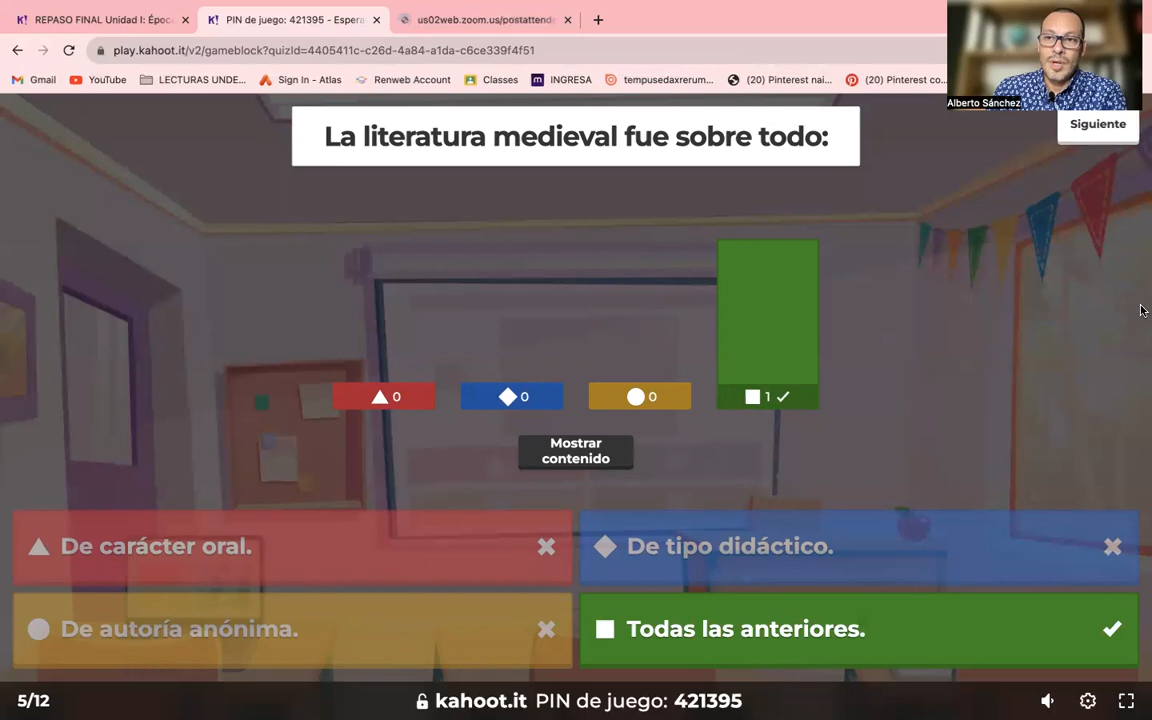 REPASO FINAL Unidad I: Époc
PIN de juego: 421395 - Espera
us02web.zoom.us/postattende
play.kahoot.it/v2/gameblock?quizId=4405411c-c26d-4a84-a1da-c6ce339f4f51
Gmail YouTube LECTURAS UNDE... Sign In - Atlas Renweb Account Classes INGRESA tempusedaxrerum... (20) Pinterest nai... (20) Pinterest co...
Alberto Sánchez
Siguiente
La literatura medieval fue sobre todo:
0 0 0 1
Mostrar
contenido
De carácter oral.
De tipo didáctico.
De autoría anónima.
Todas las anteriores.
5/12
kahoot.it PIN de juego: 421395